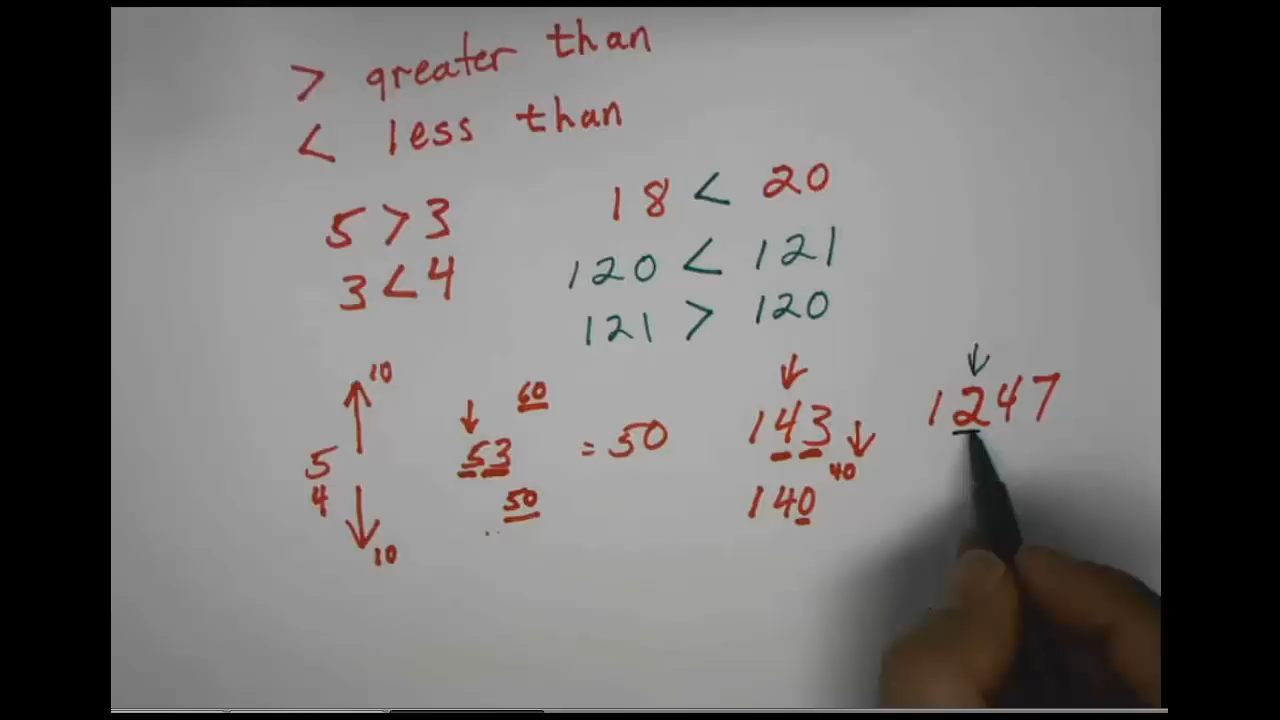 > greater than
< less than
5 > 3
3 < 4
18 < 20
120 < 121
121 > 120
5
4
10
10
60
53 = 50
50
143
40
140
1247